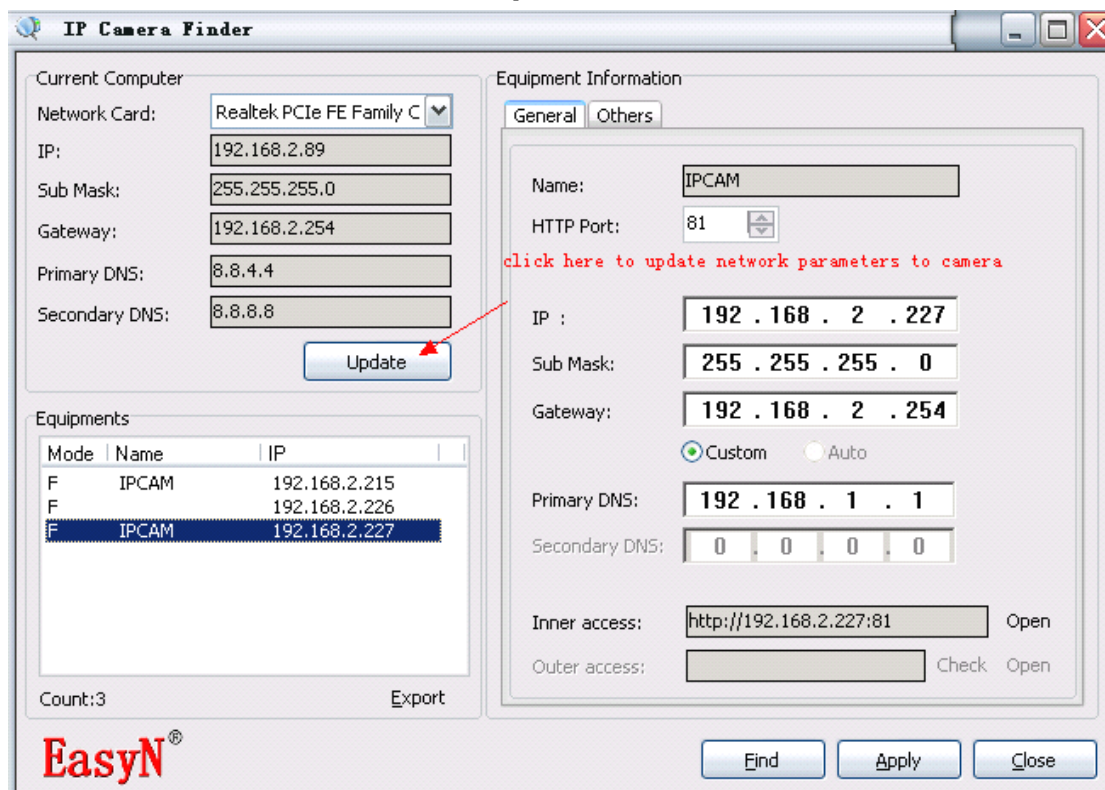 IP Camera Finder
Current Computer
Network Card: Realtek PCIe FE Family C
IP: 192.168.2.89
Sub Mask: 255.255.255.0
Gateway: 192.168.2.254
Primary DNS: 8.8.4.4
Secondary DNS: 8.8.8.8
Update
Equipments
Mode Name IP
F IPCAM 192.168.2.215
F 192.168.2.226
F IPCAM 192.168.2.227
Count:3 Export
EasyN®
Equipment Information
General Others
Name: IPCAM
HTTP Port: 81
click here to update network parameters to camera
IP : 192 . 168 . 2 . 227
Sub Mask: 255 . 255 . 255 . 0
Gateway: 192 . 168 . 2 . 254
Custom Auto
Primary DNS: 192 . 168 . 1 . 1
Secondary DNS: 0 . 0 . 0 . 0
Inner access: http://192.168.2.227:81 Open
Outer access: Check Open
Find Apply Close